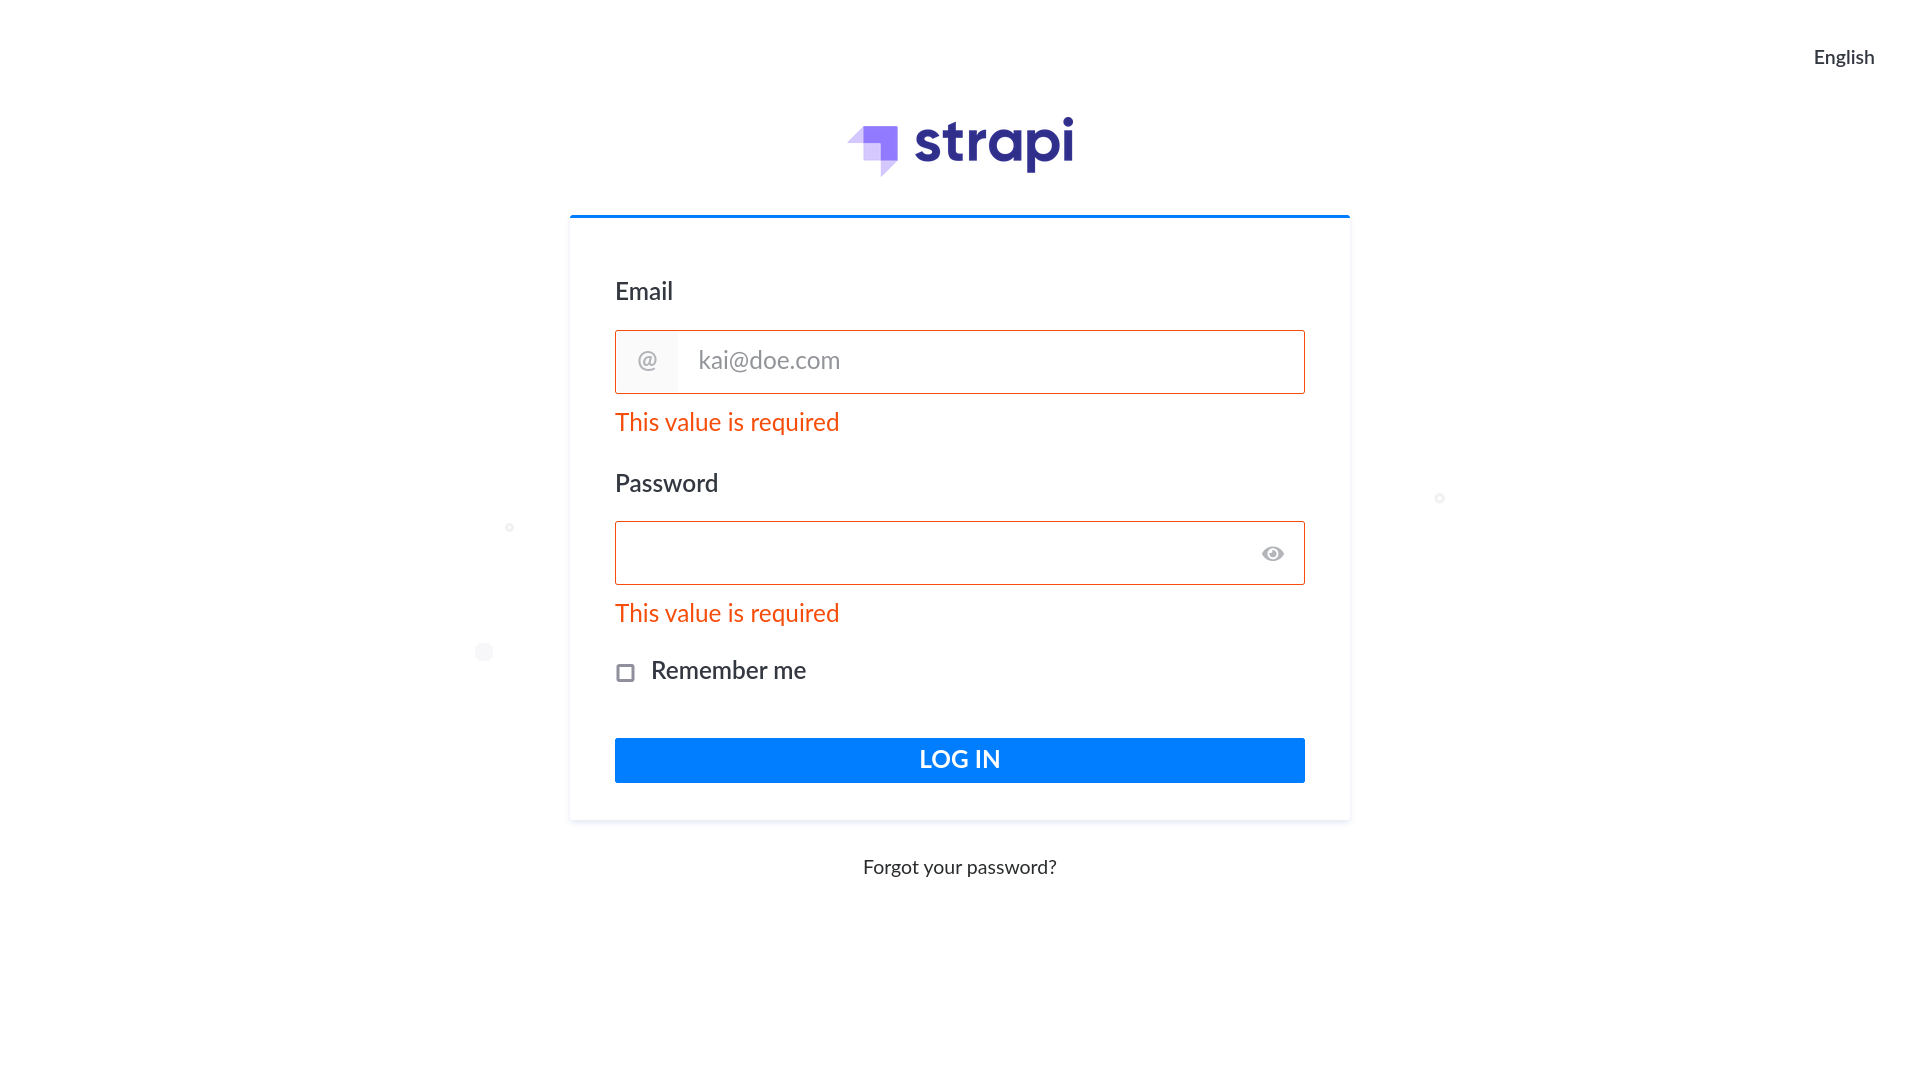 English
strapi
Email
@ kai@doe.com
This value is required
Password
This value is required
Remember me
LOG IN
Forgot your password?